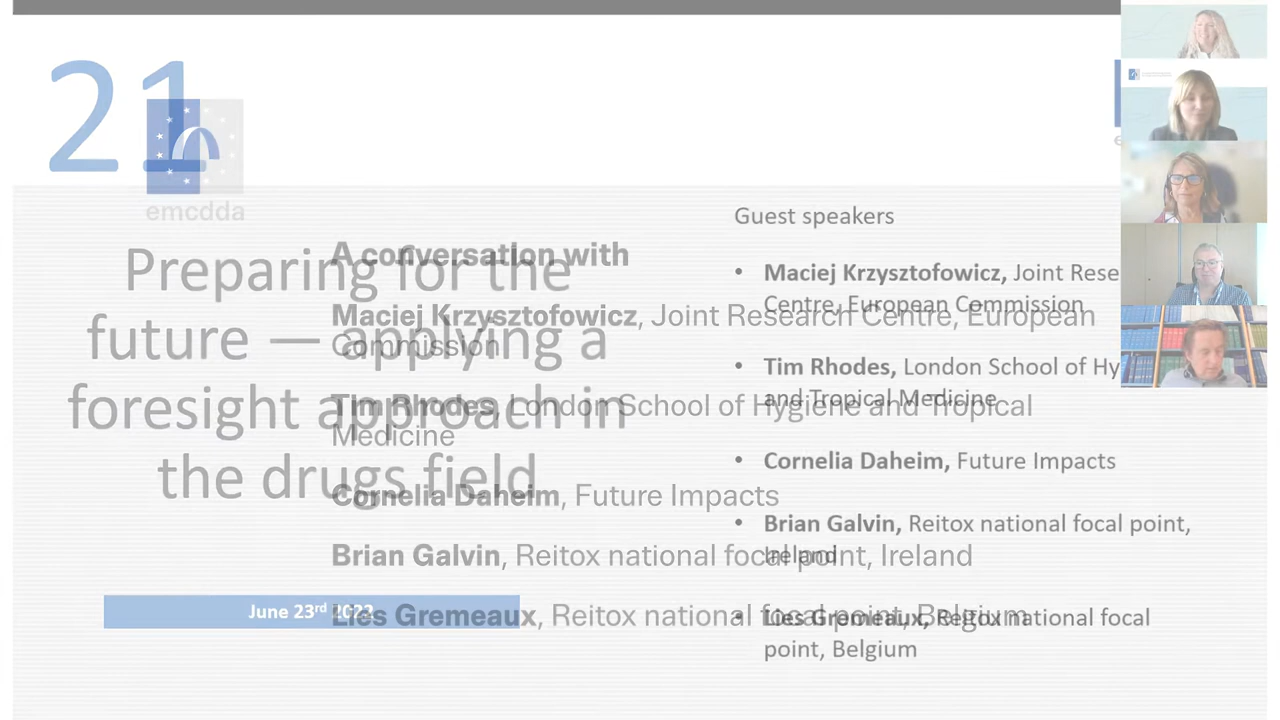 21
emcdda
Preparing for the
future — applying a
foresight approach in
the drugs field
June 23rd 2022
A conversation with
Maciej Krzysztofowicz, Joint Research Centre, European
Commission
Tim Rhodes, London School of Hygiene and Tropical
Medicine
Cornelia Daheim, Future Impacts
Brian Galvin, Reitox national focal point, Ireland
Lies Gremeaux, Reitox national focal point, Belgium
Guest speakers
• Maciej Krzysztofowicz, Joint Rese
Centre, European Commission
• Tim Rhodes, London School of Hy
and Tropical Medicine
• Cornelia Daheim, Future Impacts
• Brian Galvin, Reitox national focal point,
Ireland
• Lies Gremeaux, Reitox national focal
point, Belgium